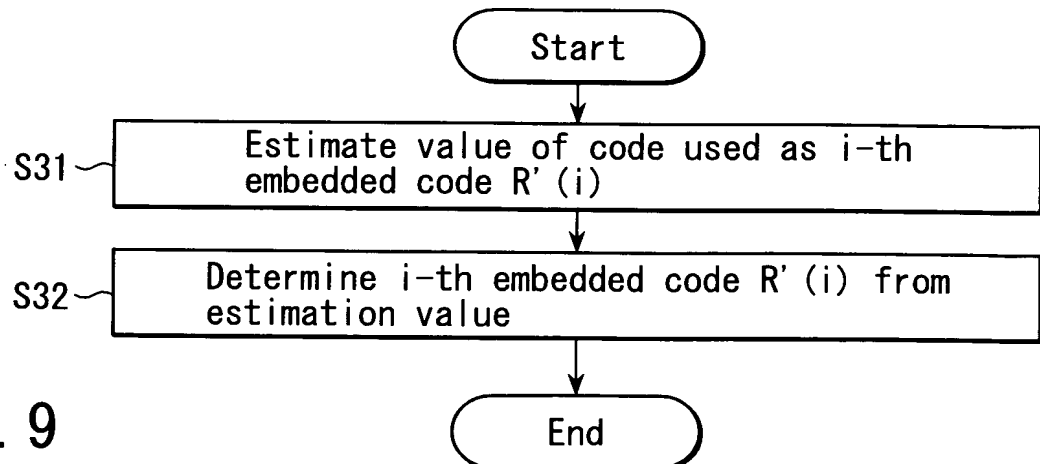 Start
S31
Estimate value of code used as i-th
embedded code R'(i)
S32
Determine i-th embedded code R'(i) from
estimation value
End
. 9